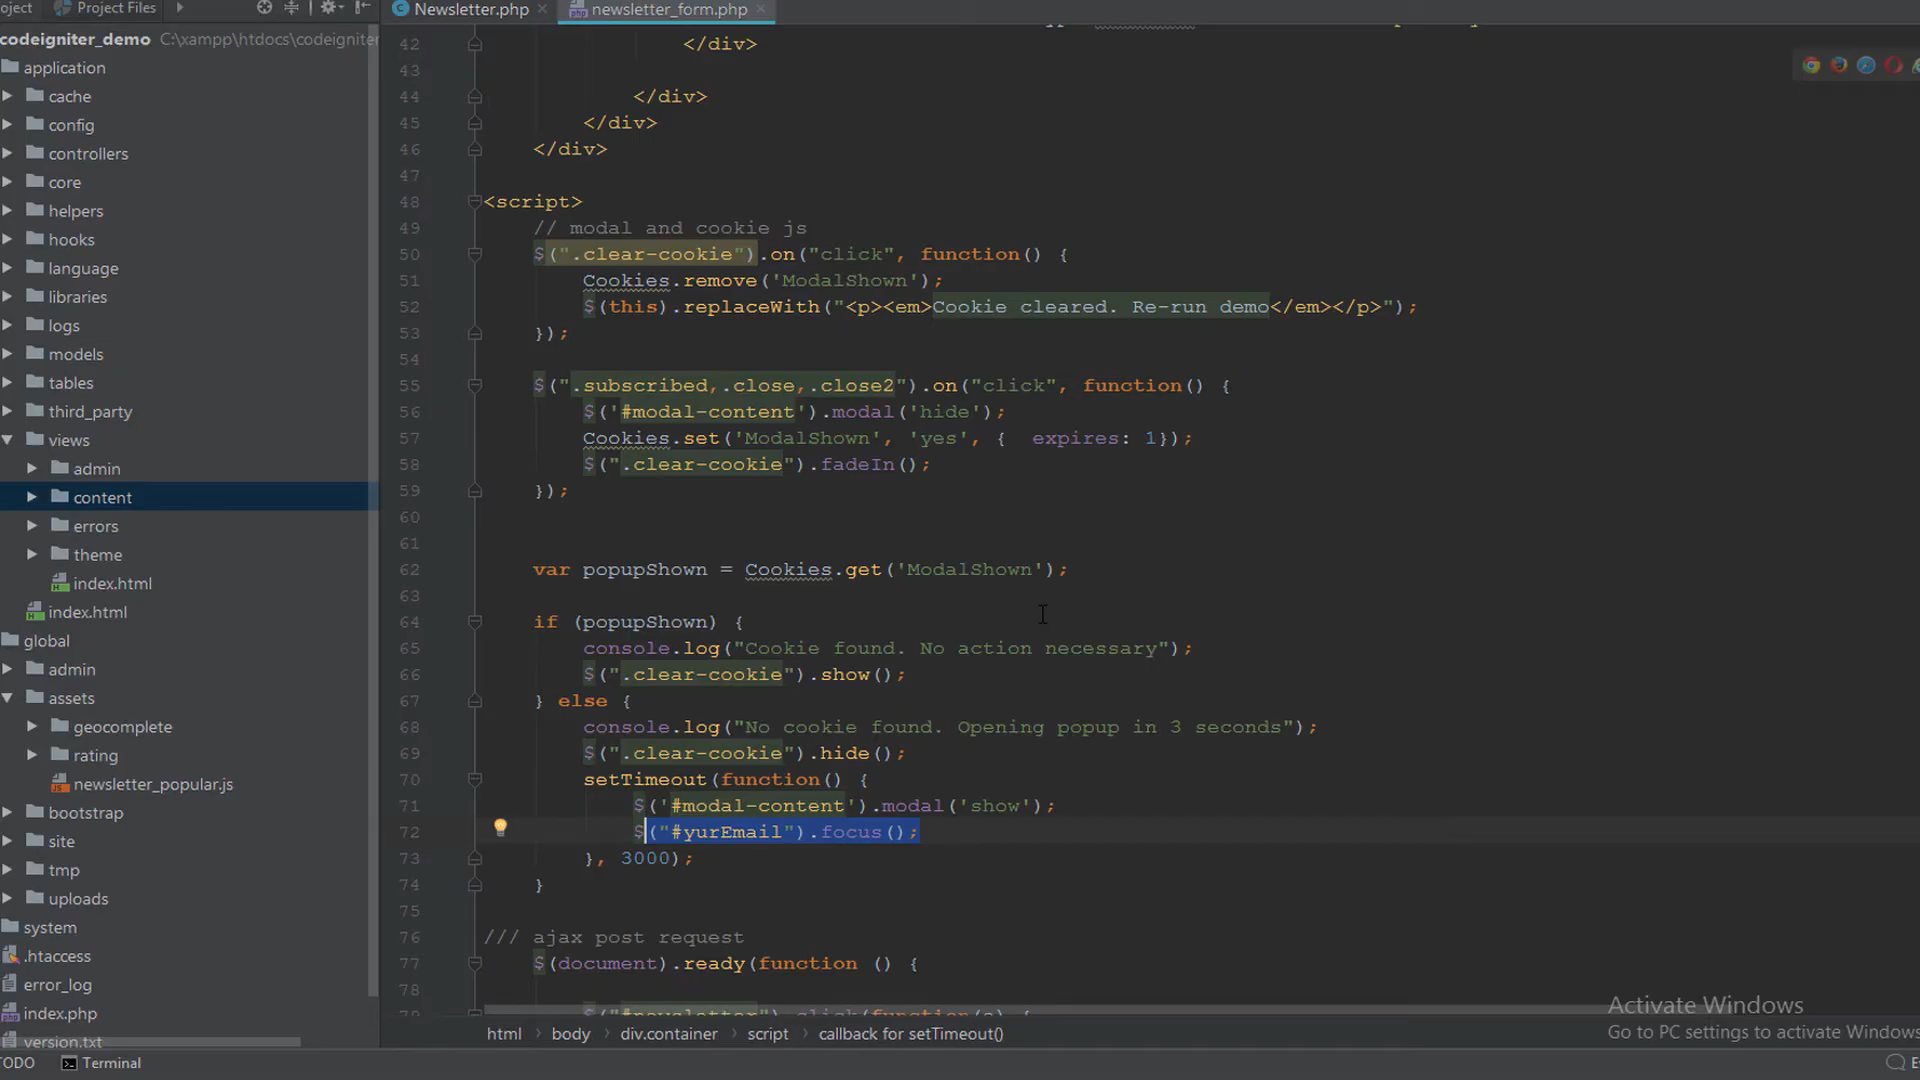 oject
Project Files
Newsletter.php
newsletter_form.php
codeigniter_demo C:\xampp\htdocs\codeigniter
application
cache
config
controllers
core
helpers
hooks
language
libraries
logs
models
tables
third_party
views
admin
content
errors
theme
index.html
index.html
global
admin
assets
geocomplete
rating
newsletter_popular.js
bootstrap
site
tmp
uploads
system
.htaccess
error_log
index.php
version.txt
42 </div>
43
44 </div>
45 </div>
46 </div>
47
48 <script>
49 // modal and cookie js
50 $(".clear-cookie").on("click", function() {
51 Cookies.remove('ModalShown');
52 $(this).replaceWith("<p><em>Cookie cleared. Re-run demo</em></p>");
53 });
54
55 $(".subscribed,.close,.close2").on("click", function() {
56 $('#modal-content').modal('hide');
57 Cookies.set('ModalShown', 'yes', {  expires: 1});
58 $(".clear-cookie").fadeIn();
59 });
60
61
62 var popupShown = Cookies.get('ModalShown');
63
64 if (popupShown) {
65 console.log("Cookie found. No action necessary");
66 $(".clear-cookie").show();
67 } else {
68 console.log("No cookie found. Opening popup in 3 seconds");
69 $(".clear-cookie").hide();
70 setTimeout(function() {
71 $('#modal-content').modal('show');
72 $("#yurEmail").focus();
73 }, 3000);
74 }
75
76 /// ajax post request
77 $(document).ready(function () {
78
html body div.container script callback for setTimeout()
Activate Windows
Go to PC settings to activate Windows
TODO Terminal